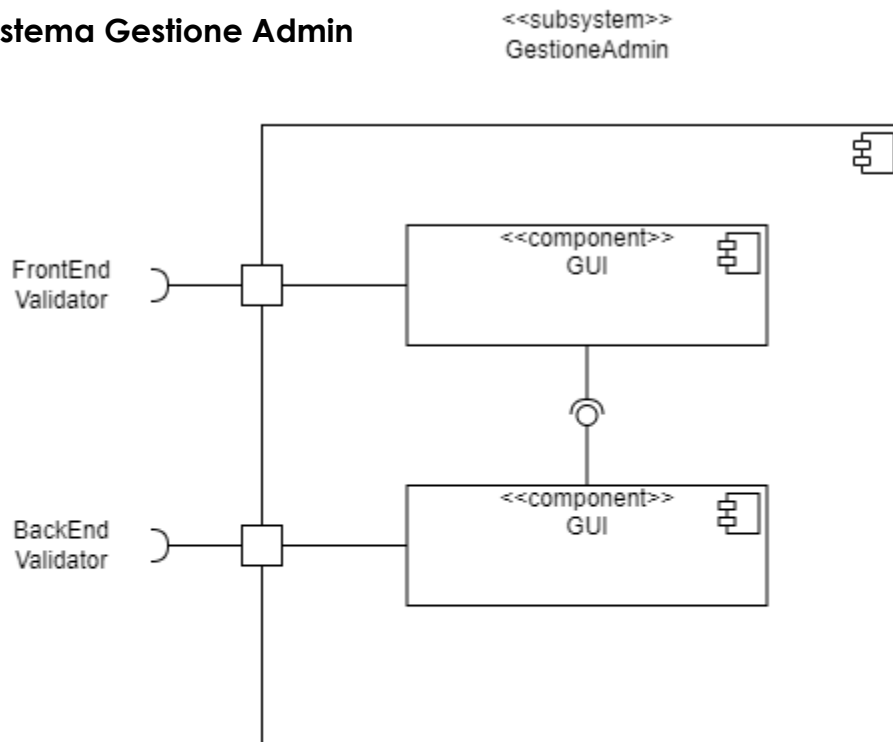 stema Gestione Admin
<<subsystem>>
GestioneAdmin
<<component>>
GUI
FrontEnd
Validator
<<component>>
GUI
BackEnd
Validator